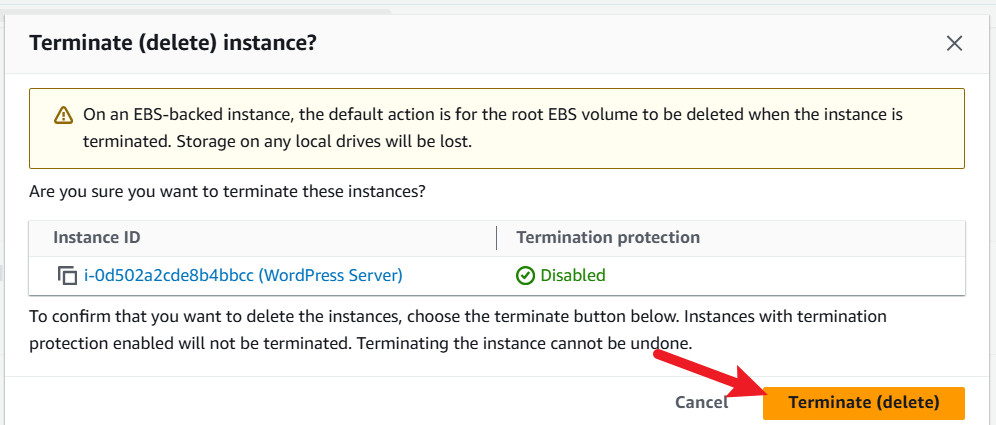 Terminate (delete) instance?
On an EBS-backed instance, the default action is for the root EBS volume to be deleted when the instance is
terminated. Storage on any local drives will be lost.
Are you sure you want to terminate these instances?
Instance ID Termination protection
i-0d502a2cde8b4bbcc (WordPress Server) Disabled
To confirm that you want to delete the instances, choose the terminate button below. Instances with termination
protection enabled will not be terminated. Terminating the instance cannot be undone.
Cancel Terminate (delete)